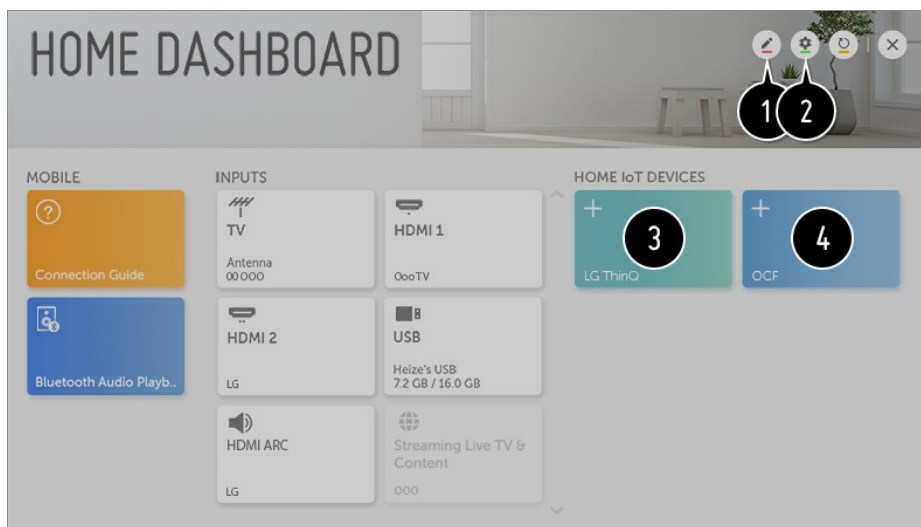 HOME DASHBOARD
1
2
MOBILE
INPUTS
HOME IoT DEVICES
?
Connection Guide
TV
Antenna
00 000
HDMI 1
OooTV
3
LG ThinQ
4
OCF
Bluetooth Audio Playb..
HDMI 2
LG
USB
Heize's USB
7.2 GB / 16.0 GB
HDMI ARC
LG
Streaming Live TV &
Content
000